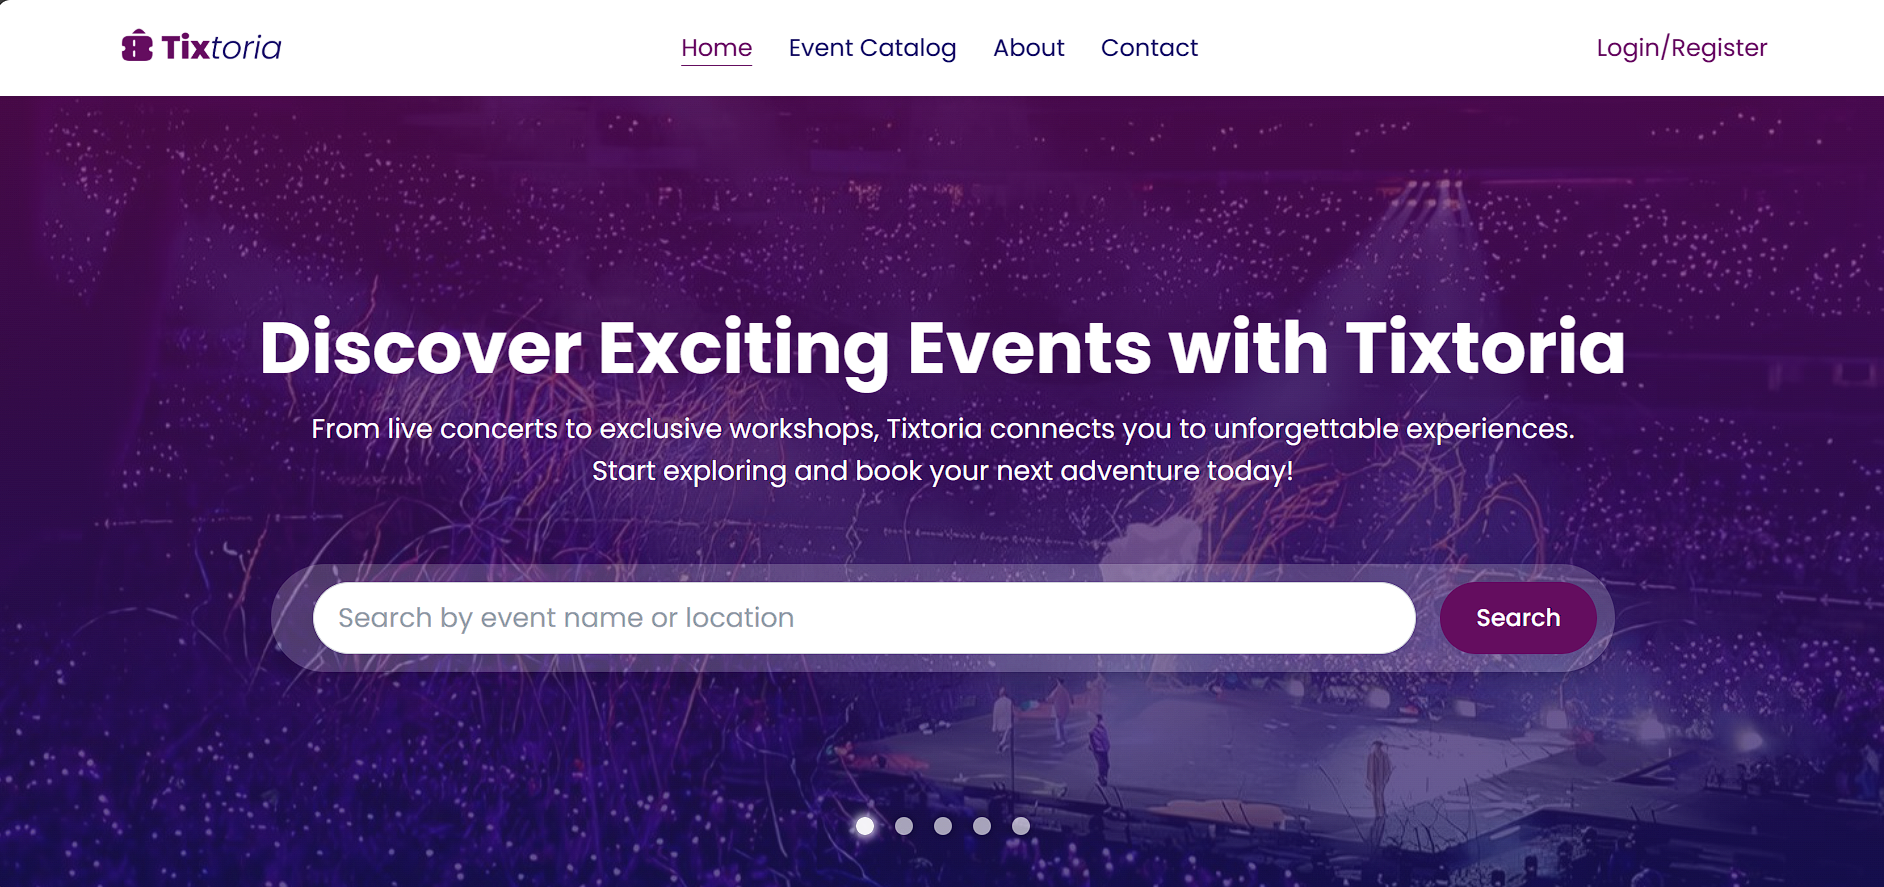 Tixtoria
Home
Event Catalog
About
Contact
Login/Register
Discover Exciting Events with Tixtoria
From live concerts to exclusive workshops, Tixtoria connects you to unforgettable experiences.
Start exploring and book your next adventure today!
Search by event name or location
Search